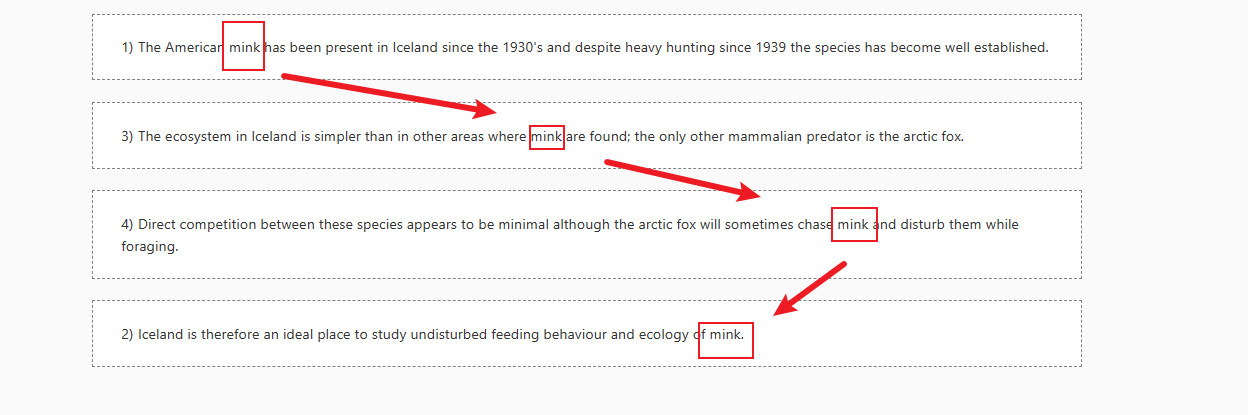 1) The American mink has been present in Iceland since the 1930's and despite heavy hunting since 1939 the species has become well established.
3) The ecosystem in Iceland is simpler than in other areas where mink are found; the only other mammalian predator is the arctic fox.
4) Direct competition between these species appears to be minimal although the arctic fox will sometimes chase mink and disturb them while
foraging.
2) Iceland is therefore an ideal place to study undisturbed feeding behaviour and ecology of mink.